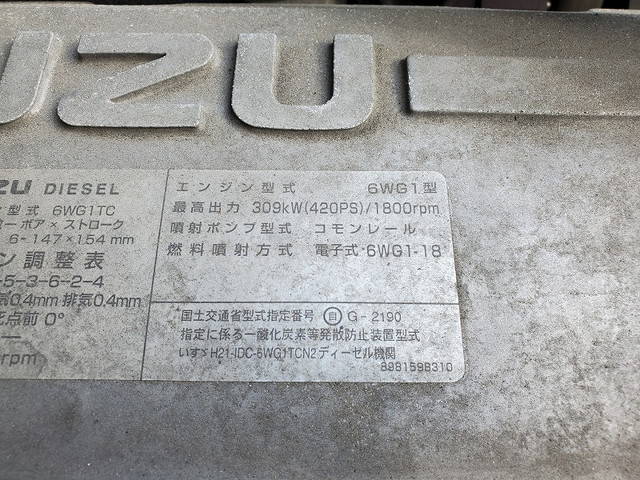 UZU
ZU DIESEL
型式 6WG1TC
ボア × ストローク
6-147×154mm
ン調整表
-5-3-6-2-4
気0.4mm 排気0.4mm
死点前 0°
rpm
エンジン型式 6WG1型
最高出力 309kW(420PS)/1800rpm
噴射ポンプ型式 コモンレール
燃料噴射方式 電子式・6WG1-18
国土交通省型式指定番号 自 G-2190
指定に係る一酸化炭素等発散防止装置型式
いすゞH21-IDC-6WG1TCN2ディーゼル機関
8981598310